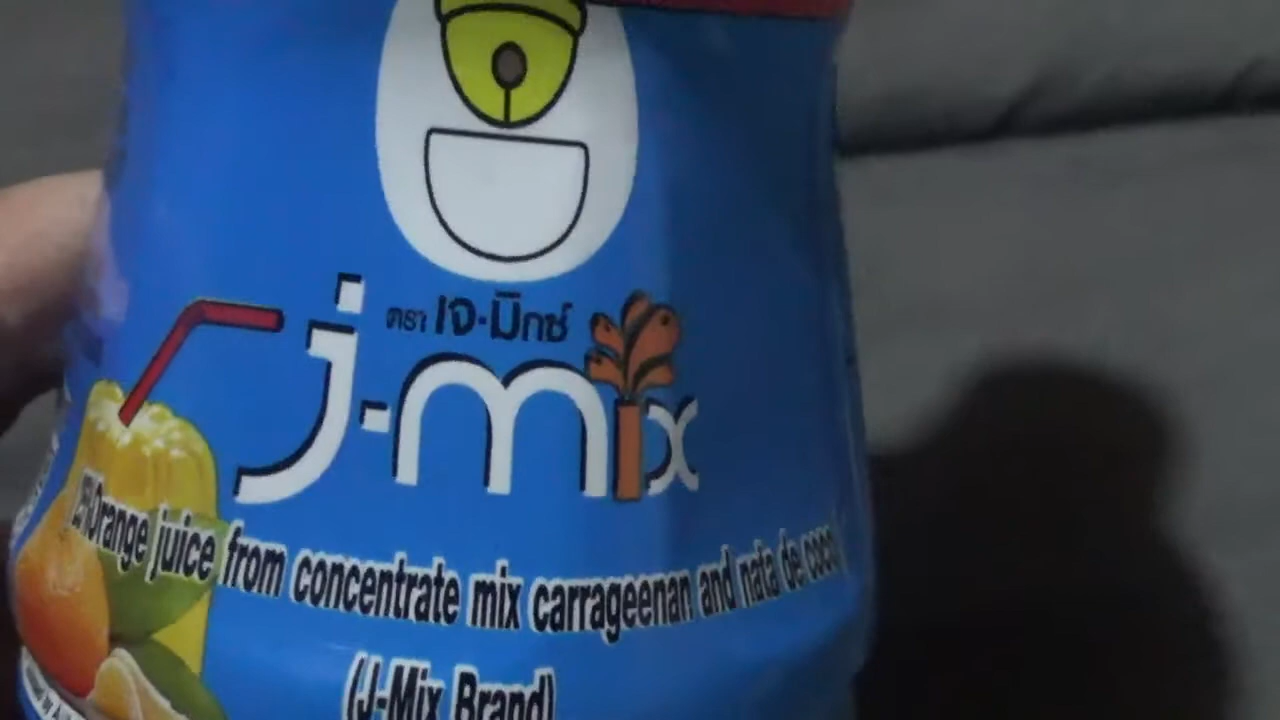 ตรา เจ·มิกซ์
j-mix
Orange juice from concentrate mix carrageenan and nata de coco
(J-Mix Brand)